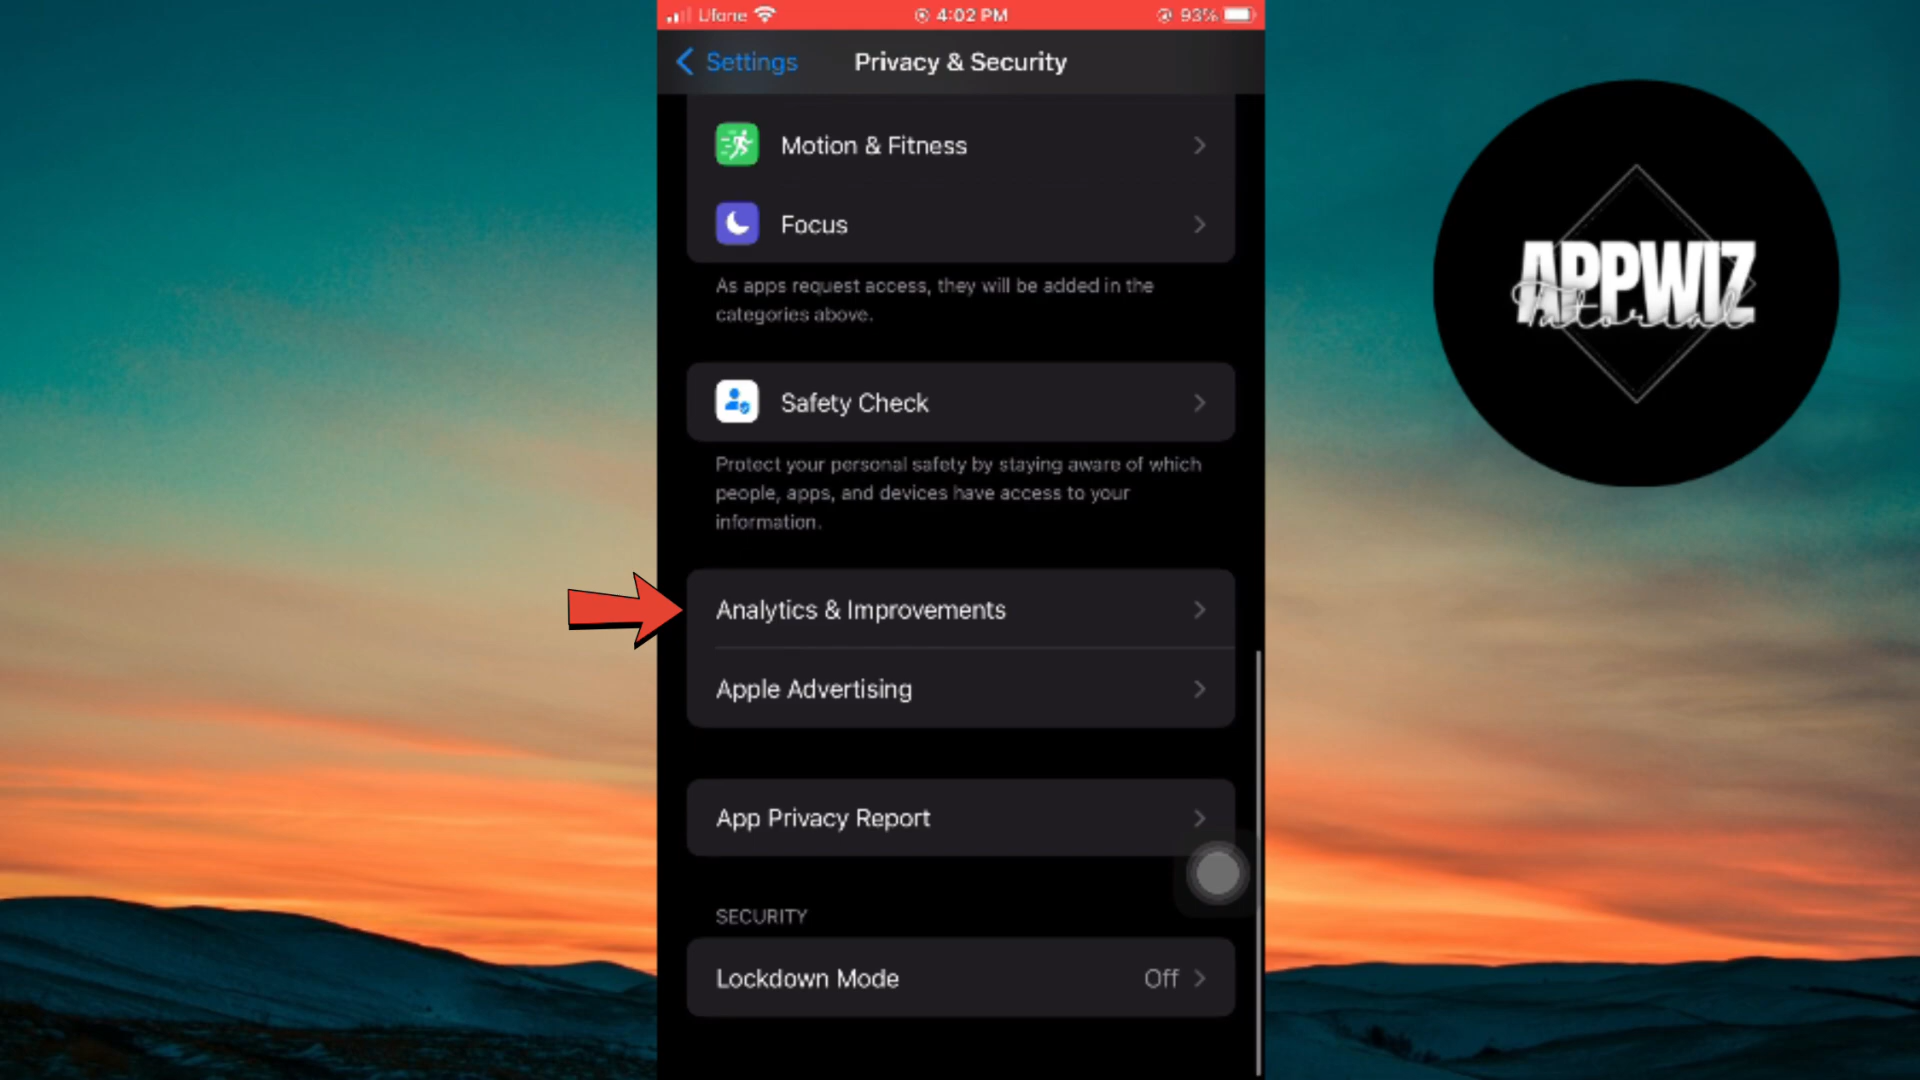 Ufone
4:02 PM
93%
Settings
Privacy & Security
Motion & Fitness
Focus
As apps request access, they will be added in the
categories above.
Safety Check
Protect your personal safety by staying aware of which
people, apps, and devices have access to your
information.
Analytics & Improvements
Apple Advertising
App Privacy Report
SECURITY
Lockdown Mode
Off
APPWIZ
Tutorial